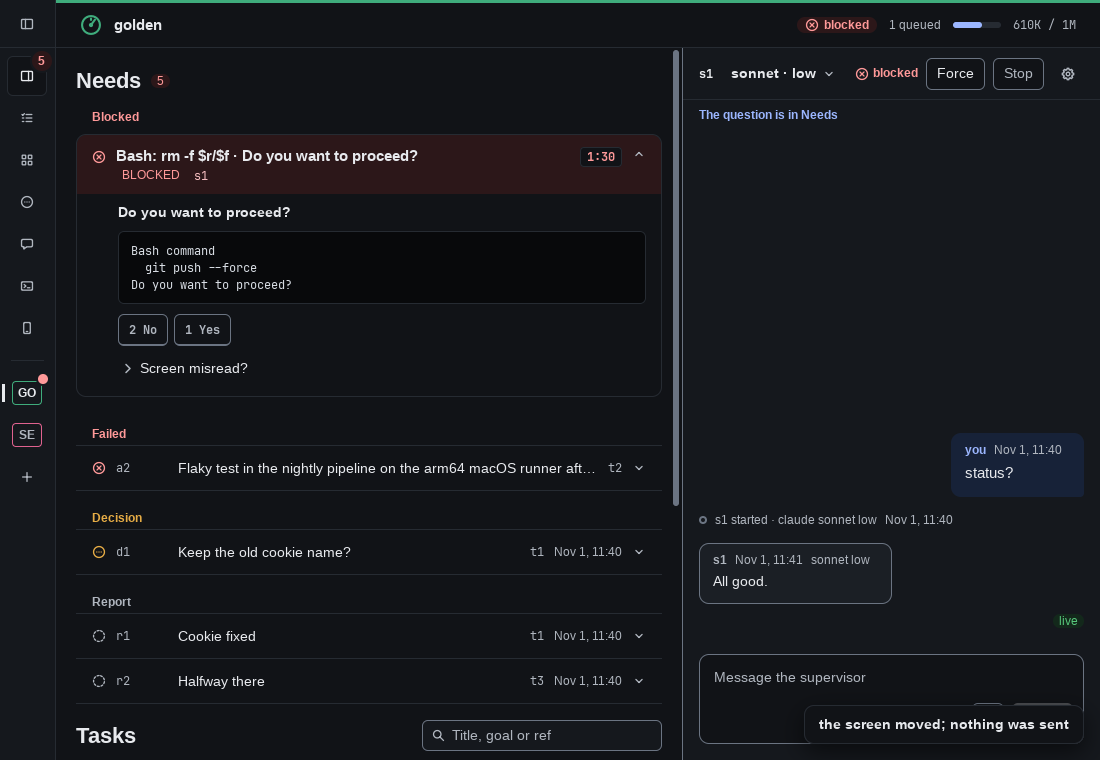 golden
blocked
1 queued
610K / 1M
5
Needs 5
Blocked
Bash: rm -f $r/$f · Do you want to proceed?
1:30
BLOCKED s1
Do you want to proceed?
Bash command
git push --force
Do you want to proceed?
2 No
1 Yes
Screen misread?
Failed
a2 Flaky test in the nightly pipeline on the arm64 macOS runner aft… t2
Decision
d1 Keep the old cookie name? t1 Nov 1, 11:40
Report
r1 Cookie fixed t1 Nov 1, 11:40
r2 Halfway there t3 Nov 1, 11:40
Tasks
Title, goal or ref
GO
SE
s1 sonnet · low
blocked
Force
Stop
The question is in Needs
you Nov 1, 11:40
status?
s1 started · claude sonnet low Nov 1, 11:40
s1 Nov 1, 11:41 sonnet low
All good.
live
Message the supervisor
the screen moved; nothing was sent